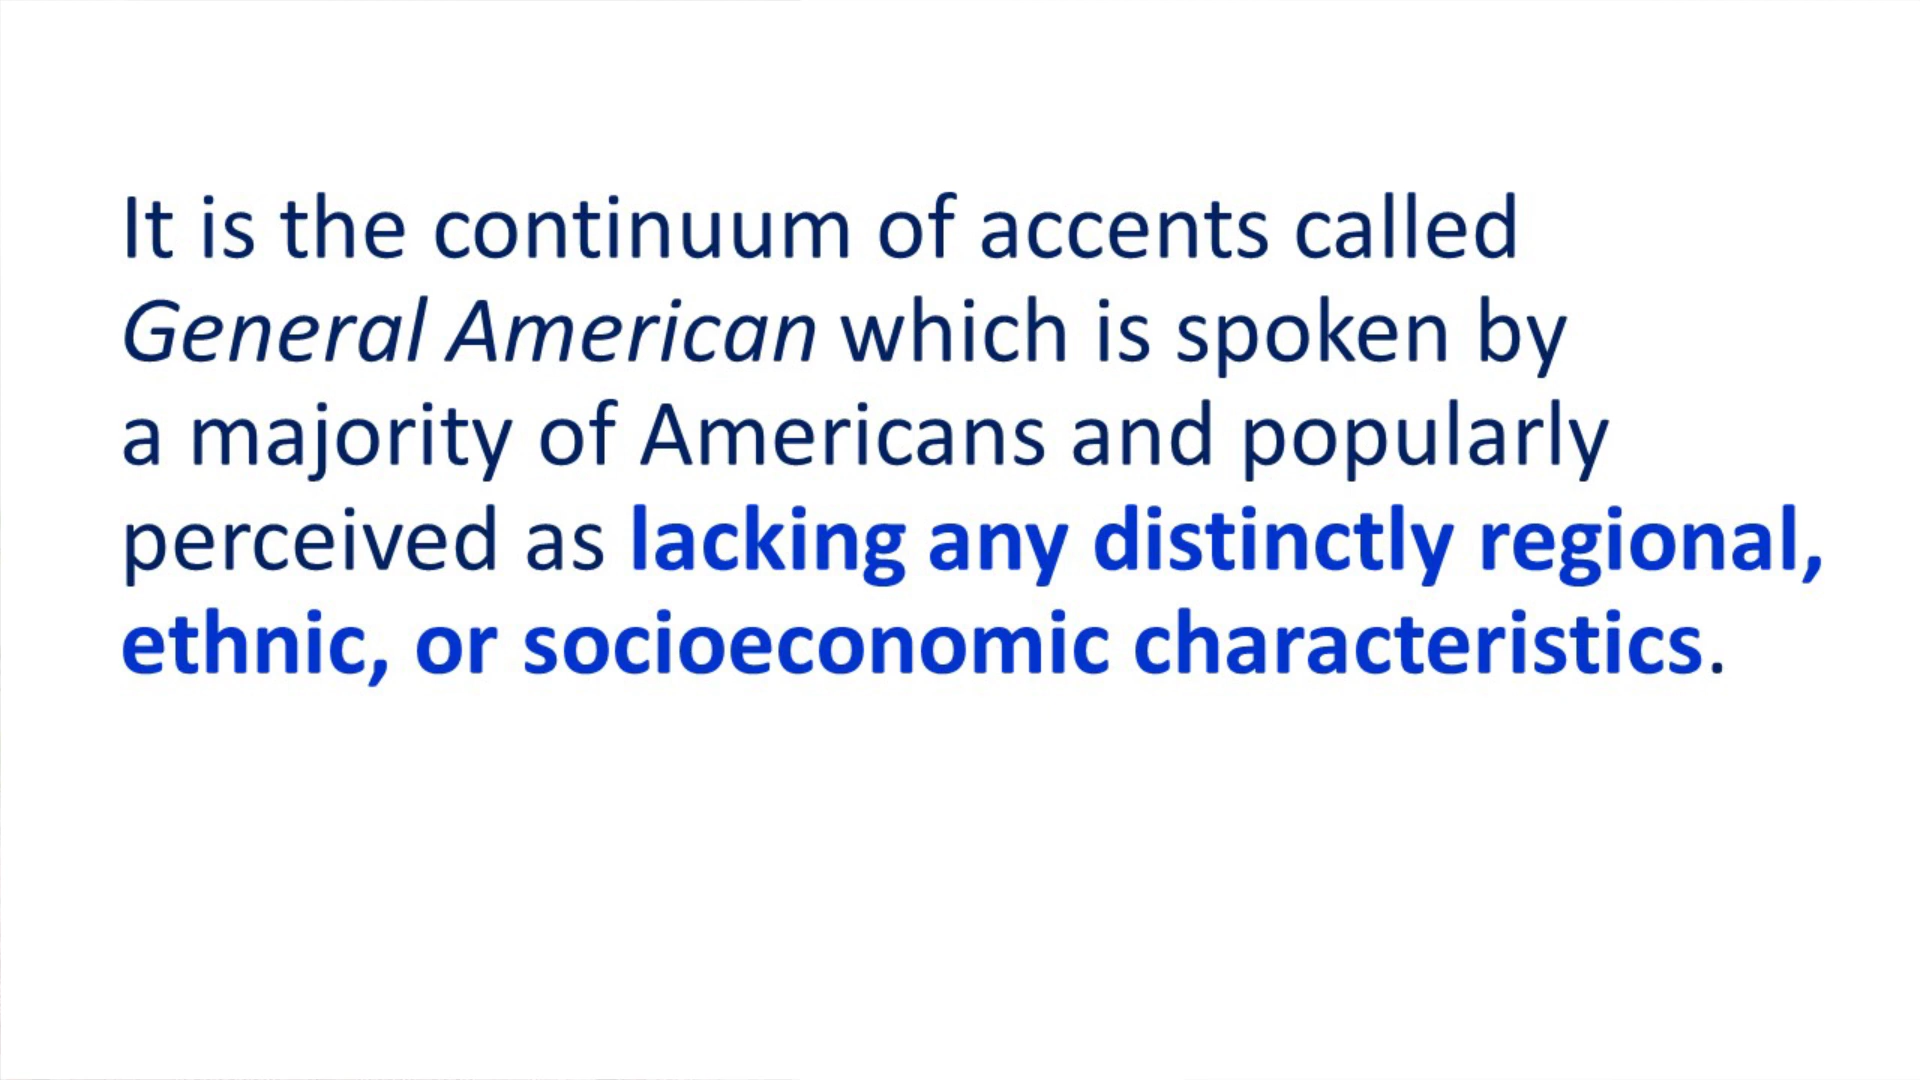 It is the continuum of accents called
General American which is spoken by
a majority of Americans and popularly
perceived as lacking any distinctly regional,
ethnic, or socioeconomic characteristics.